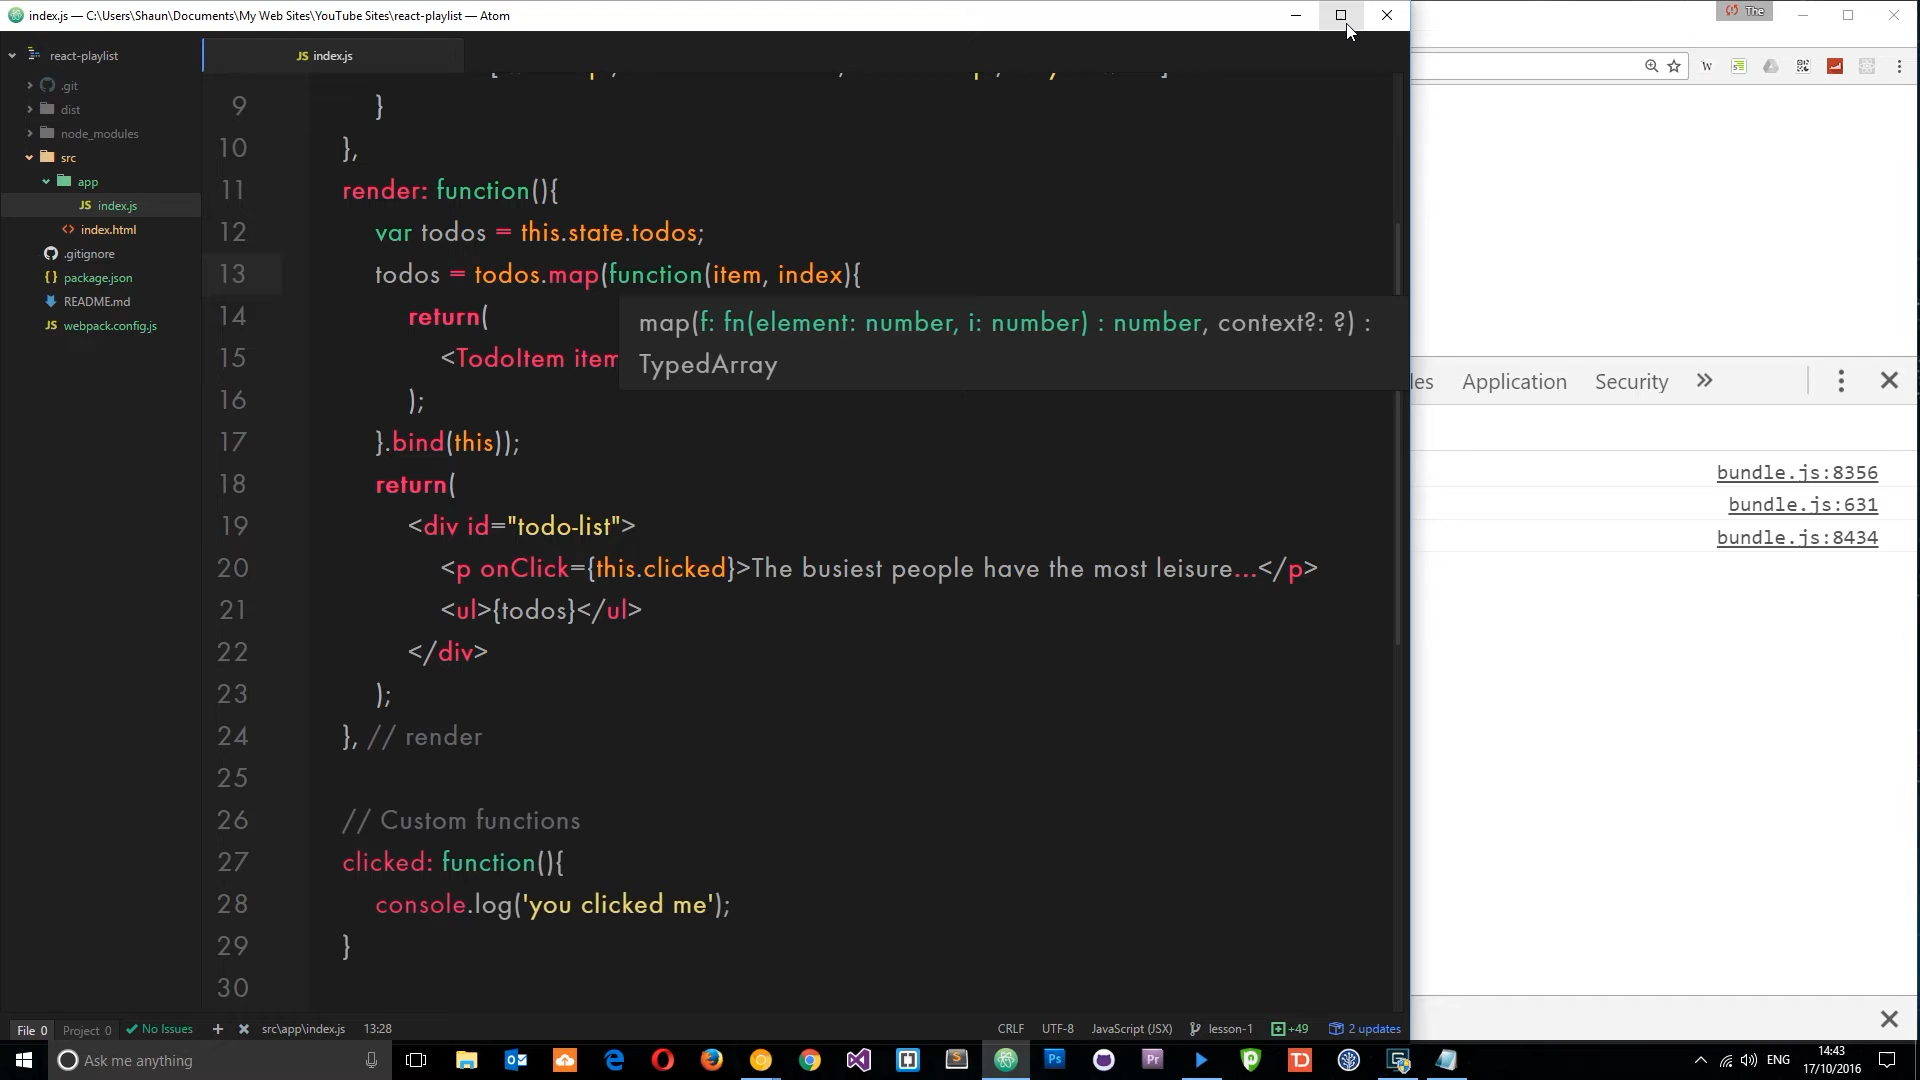 index.js — C:\Users\Shaun\Documents\My Web Sites\YouTube Sites\react-playlist — Atom
The
react-playlist
.git
dist
node_modules
src
app
JS index.js
<> index.html
.gitignore
{} package.json
README.md
JS webpack.config.js
JS index.js
9 }
10 },
11 render: function(){
12 var todos = this.state.todos;
13 todos = todos.map(function(item, index){
14 return(
15 <TodoItem item
16 );
17 }.bind(this));
18 return(
19 <div id="todo-list">
20 <p onClick={this.clicked}>The busiest people have the most leisure...</p>
21 <ul>{todos}</ul>
22 </div>
23 );
24 }, // render
25
26 // Custom functions
27 clicked: function(){
28 console.log('you clicked me');
29 }
30
map(f: fn(element: number, i: number) : number, context?: ?) :
TypedArray
Application Security »
bundle.js:8356
bundle.js:631
bundle.js:8434
File 0 Project 0 No Issues + src\app\index.js 13:28 CRLF UTF-8 JavaScript (JSX) lesson-1 +49 2 updates
Ask me anything
ENG
14:43
17/10/2016